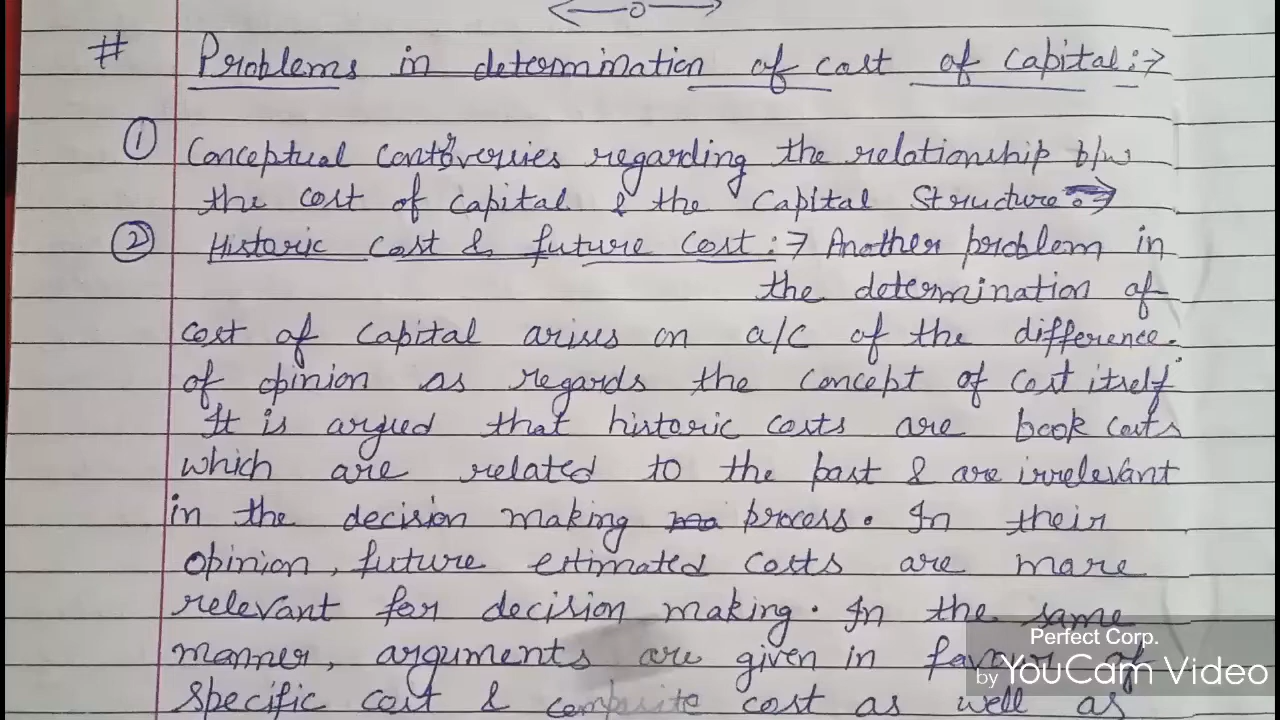 # Problems in determination of cost of capital :→
① Conceptual controversies regarding the relationship b/w
the cost of capital & the Capital Structure :→
② Historic cost & future cost :→ Another problem in
the determination of
cost of capital arises on a/c of the difference.
of opinion as regards the concept of cost itself
It is argued that historic costs are book costs
which are related to the past & are irrelevant
in the decision making process. In their
opinion, future estimated costs are more
relevant for decision making. In the same
manner, arguments are given in favour of
specific cost & composite cost as well as
Perfect Corp.
by YouCam Video